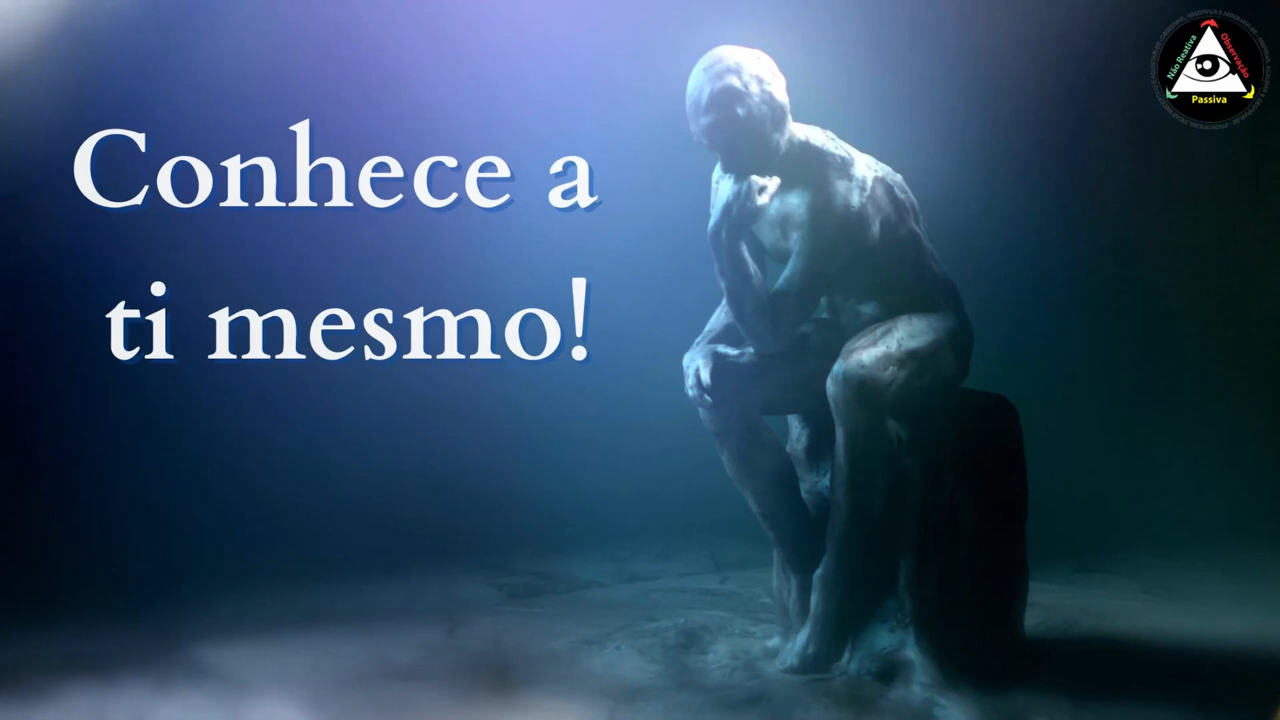 Conhece a
ti mesmo!
Não Reativa
Observação
Passiva